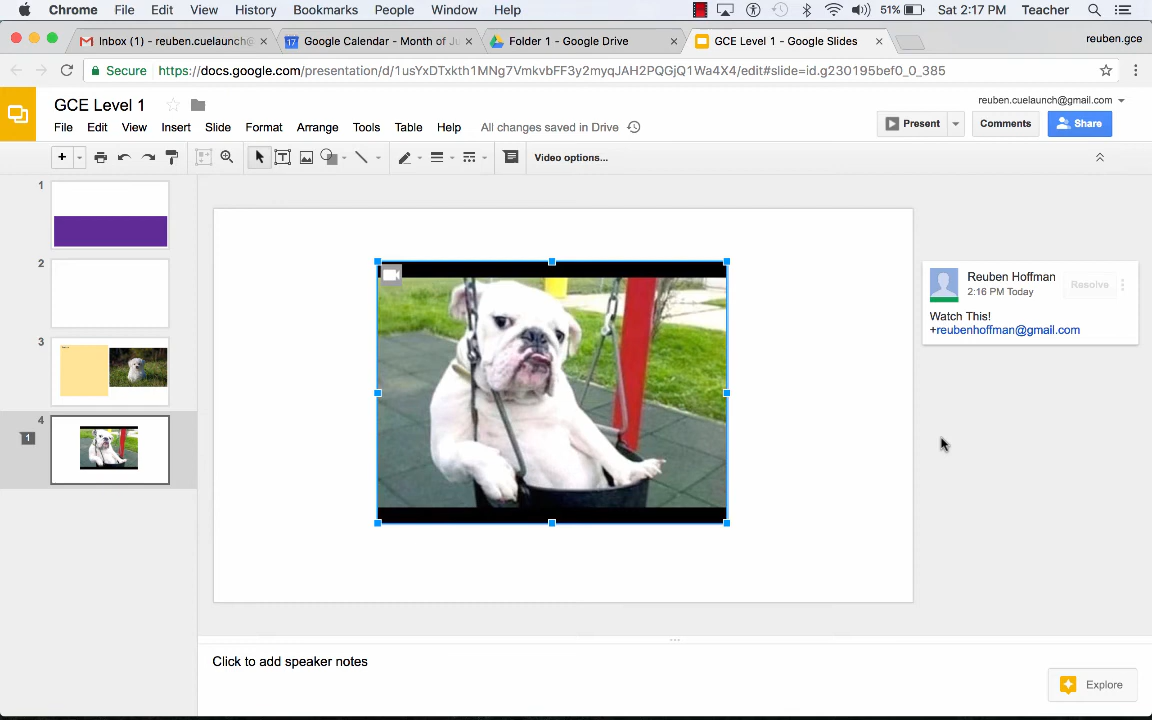 Chrome File Edit View History Bookmarks People Window Help 51% Sat 2:17 PM Teacher
Inbox (1) - reuben.cuelaunch@ 17 Google Calendar - Month of Ju Folder 1 - Google Drive GCE Level 1 - Google Slides reuben.gce
Secure https://docs.google.com/presentation/d/1usYxDTxkth1MNg7VmkvbFF3y2myqJAH2PQGjQ1Wa4X4/edit#slide=id.g230195bef0_0_385
GCE Level 1 reuben.cuelaunch@gmail.com
File Edit View Insert Slide Format Arrange Tools Table Help All changes saved in Drive Present Comments Share
Video options...
1
2
3
4
1
Reuben Hoffman
2:16 PM Today
Resolve
Watch This!
+reubenhoffman@gmail.com
Click to add speaker notes
Explore